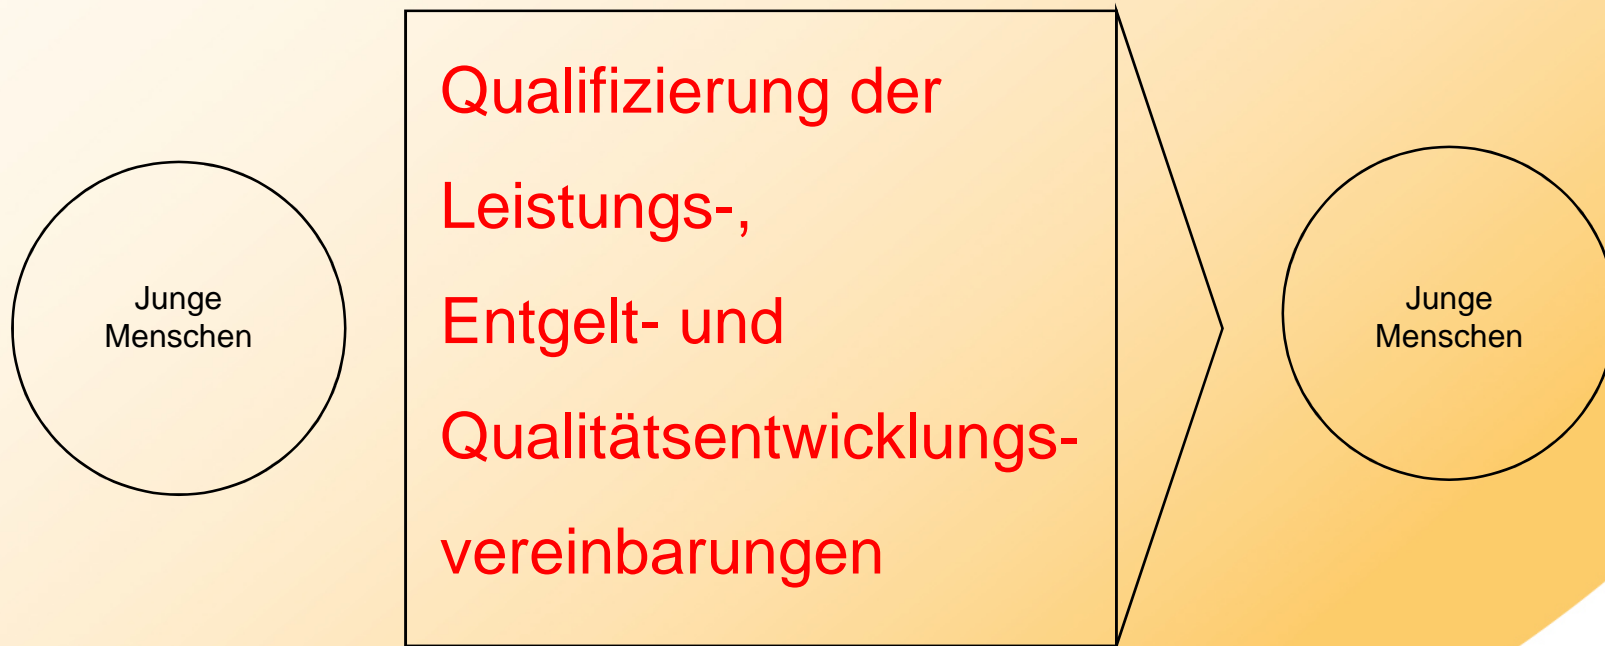 Junge
Menschen
Qualifizierung der
Leistungs-,
Entgelt- und
Qualitätsentwicklungs-
vereinbarungen
Junge
Menschen